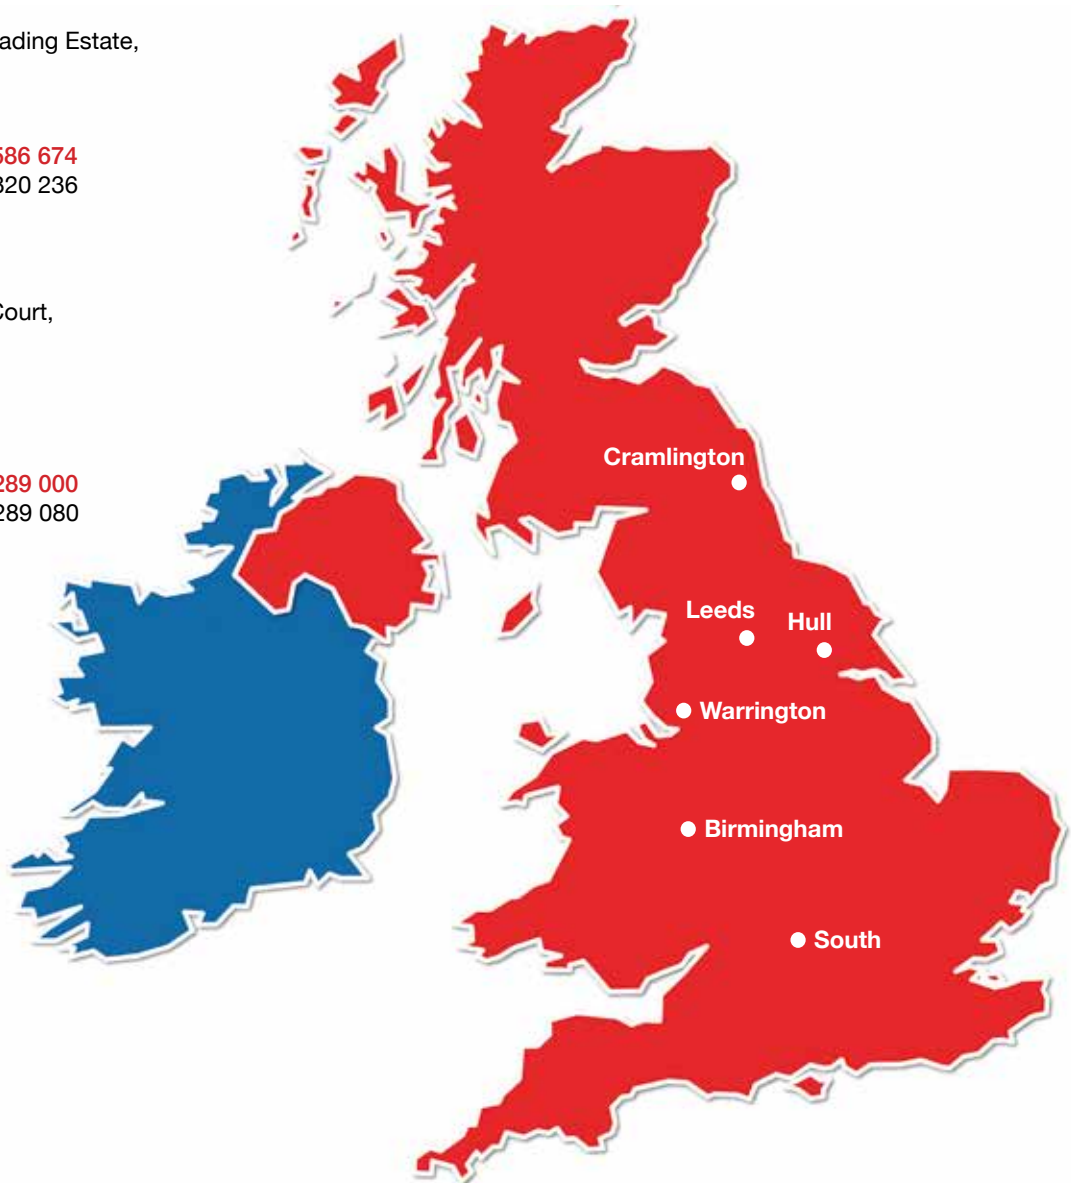 ading Estate,
586 674
320 236
Court,
289 000
289 080
Cramlington
Leeds
Hull
Warrington
Birmingham
South